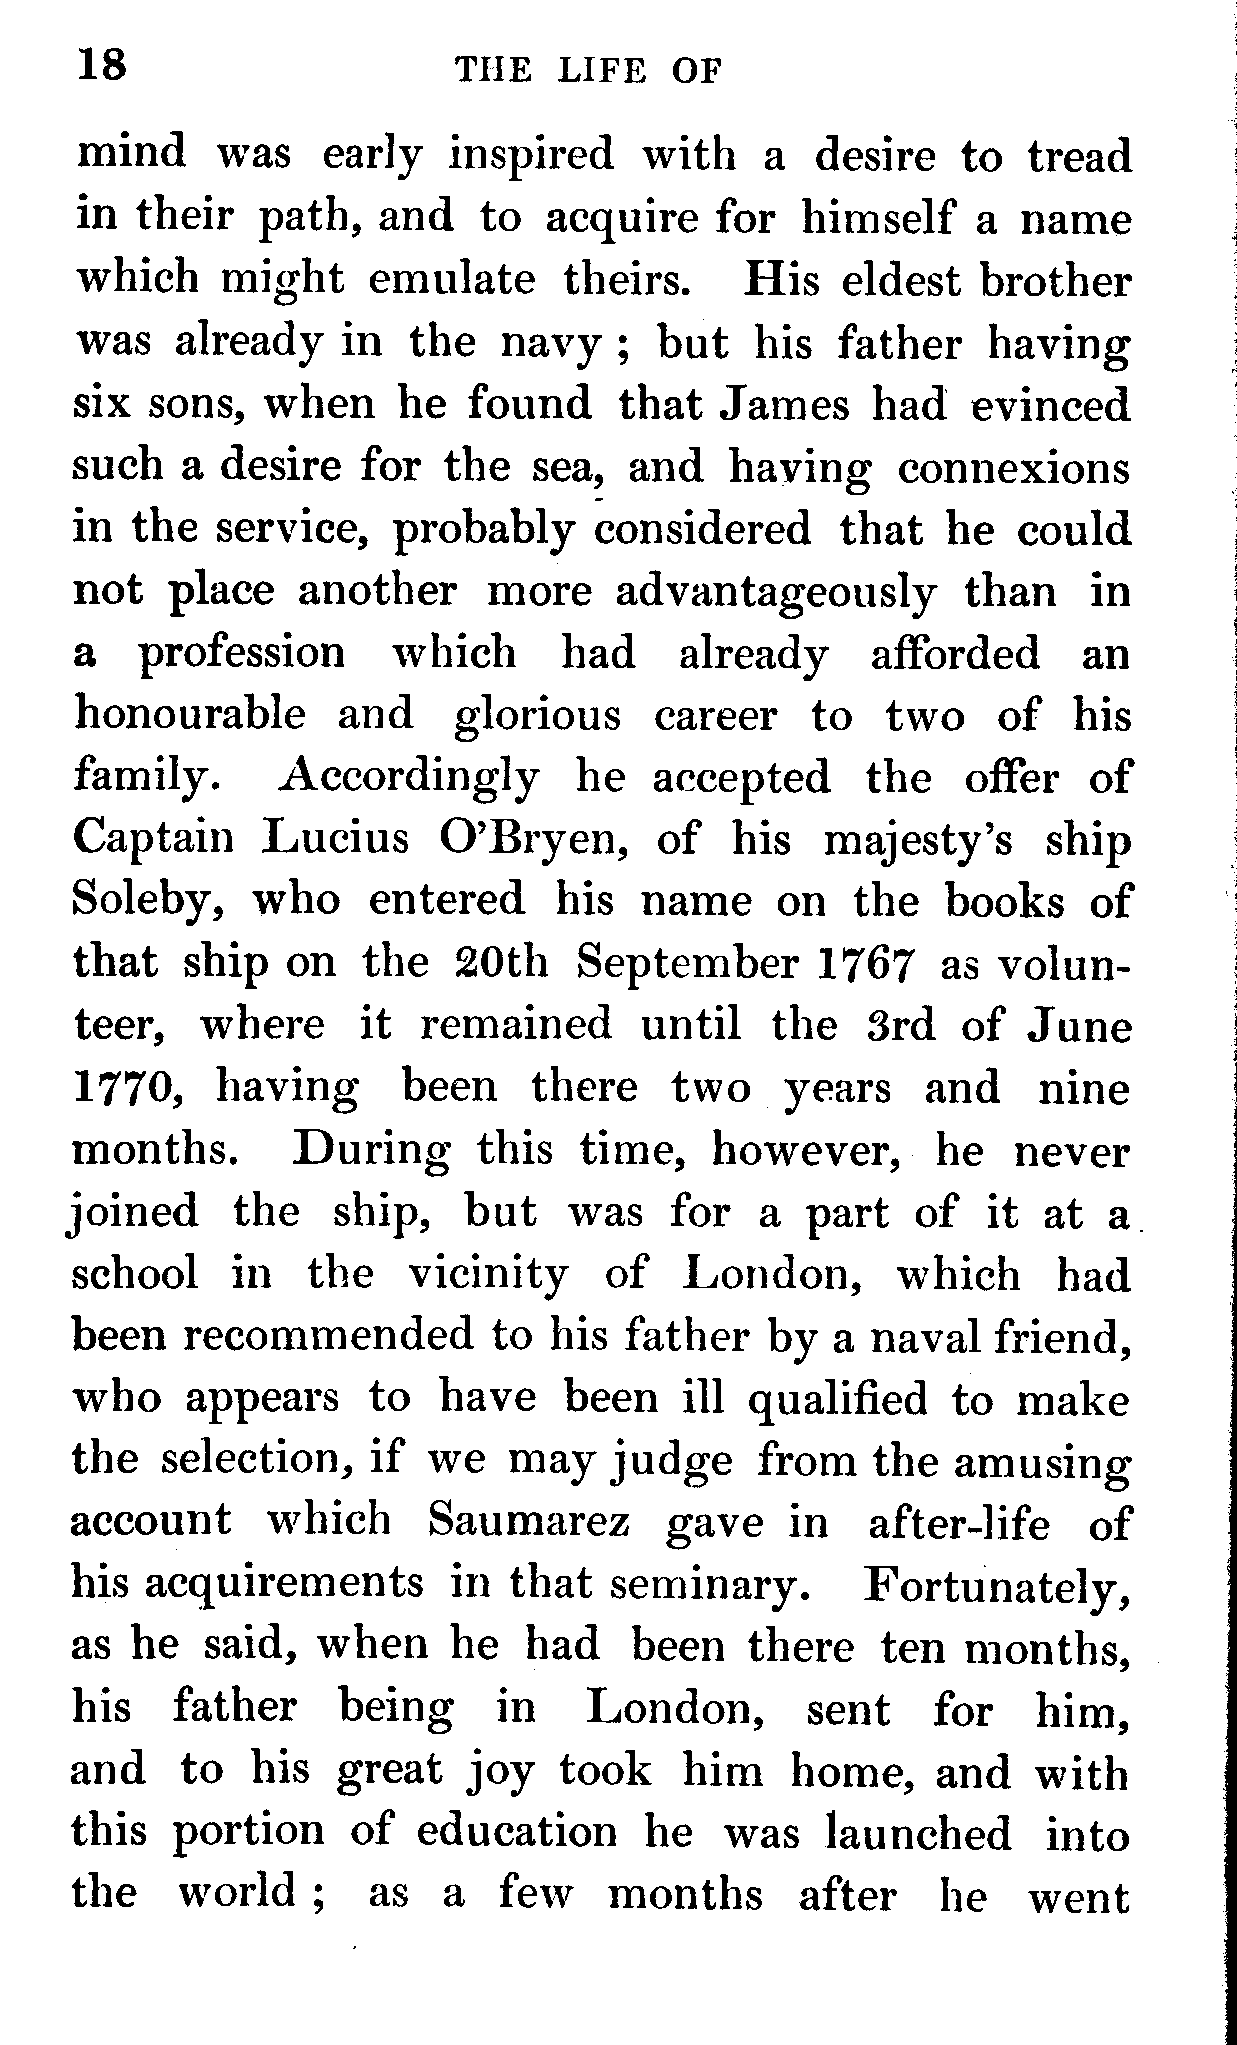 18 THE LIFE OF
mind was early inspired with a desire to tread
in their path, and to acquire for himself a name
which might emulate theirs. His eldest brother
was already in the navy ; but his father having
six sons, when he found that James had evinced
such a desire for the sea, and having connexions
in the service, probably considered that he could
not place another more advantageously than in
a profession which had already afforded an
honourable and glorious career to two of his
family. Accordingly he accepted the offer of
Captain Lucius O'Bryen, of his majesty's ship
Soleby, who entered his name on the books of
that ship on the 20th September 1767 as volun-
teer, where it remained until the 3rd of June
1770, having been there two years and nine
months. During this time, however, he never
joined the ship, but was for a part of it at a
school in the vicinity of London, which had
been recommended to his father by a naval friend,
who appears to have been ill qualified to make
the selection, if we may judge from the amusing
account which Saumarez gave in after-life of
his acquirements in that seminary. Fortunately,
as he said, when he had been there ten months,
his father being in London, sent for him,
and to his great joy took him home, and with
this portion of education he was launched into
the world ; as a few months after he went